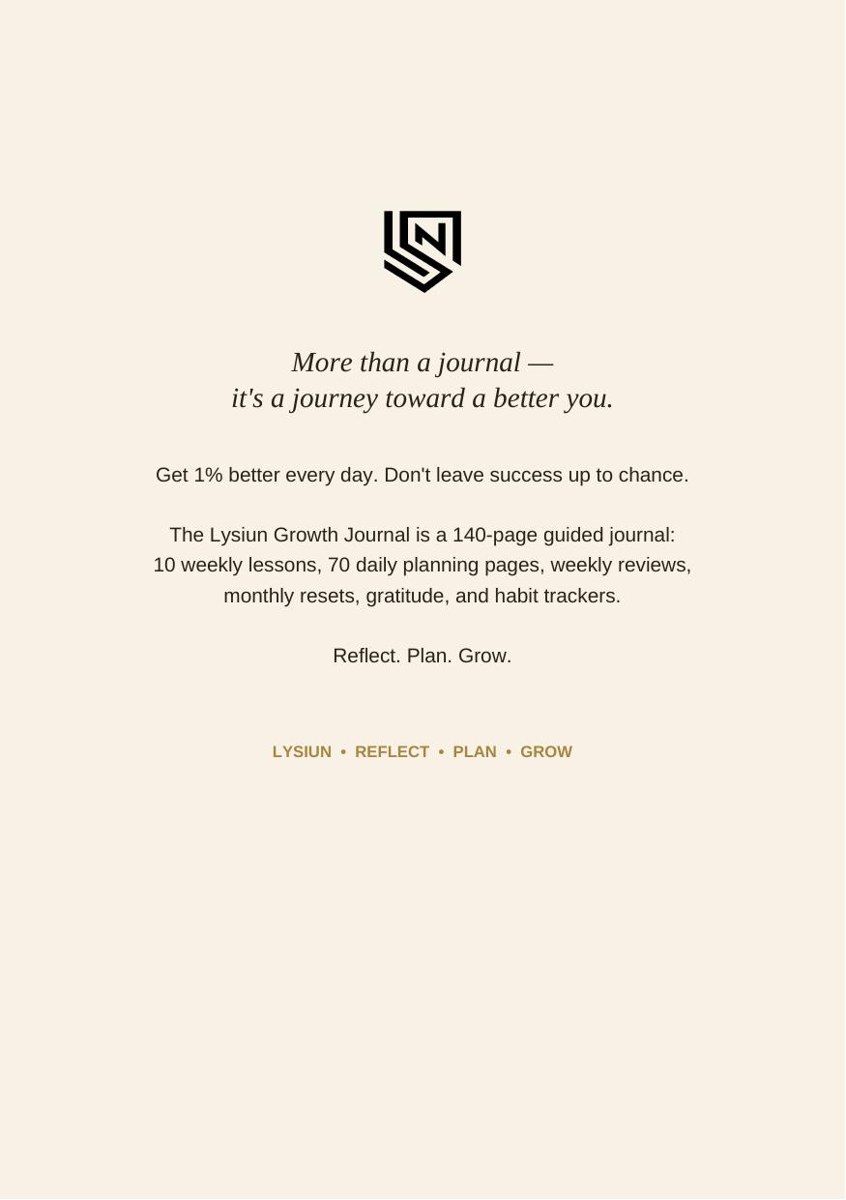 More than a journal —
it's a journey toward a better you.
Get 1% better every day. Don't leave success up to chance.
The Lysiun Growth Journal is a 140-page guided journal:
10 weekly lessons, 70 daily planning pages, weekly reviews,
monthly resets, gratitude, and habit trackers.
Reflect. Plan. Grow.
LYSIUN • REFLECT • PLAN • GROW